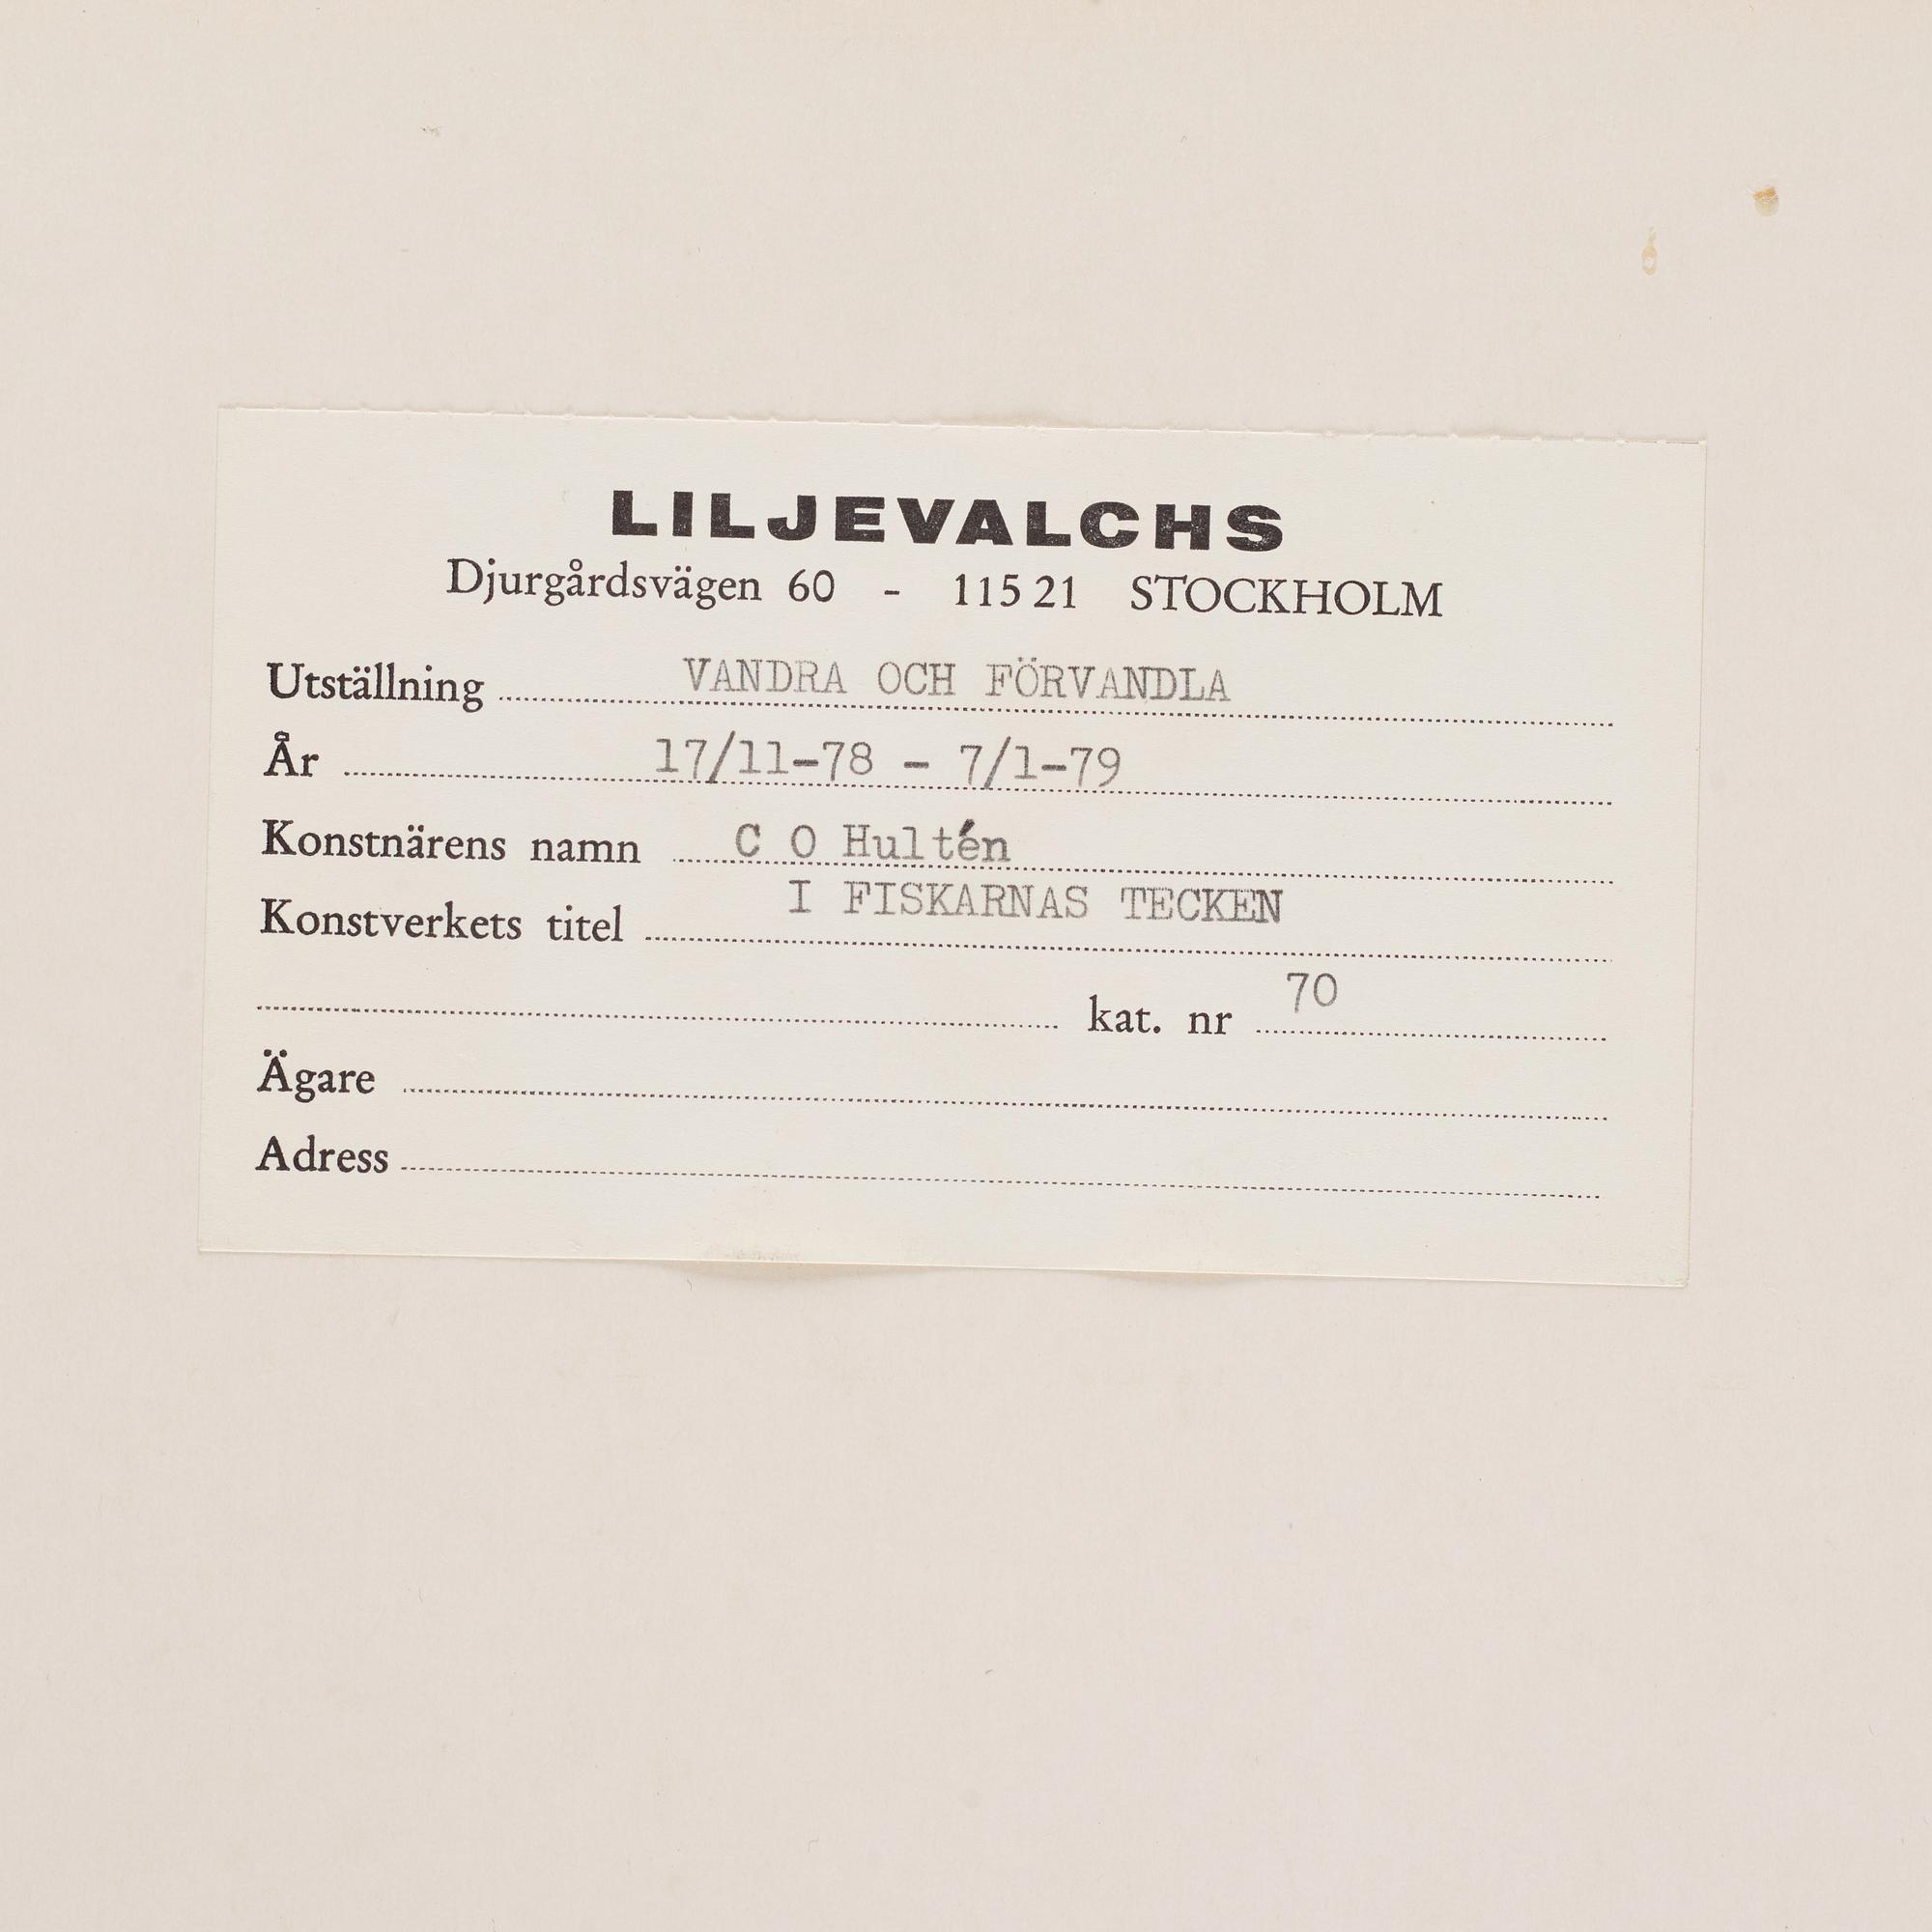 LILJEVALCHS
Djurgårdsvägen 60 - 115 21 STOCKHOLM
Utställning VANDRA OCH FÖRVANDLA
År 17/11-78 - 7/1-79
Konstnärens namn C O Hultén
Konstverkets titel I FISKARNAS TECKEN
kat. nr 70
Ägare
Adress